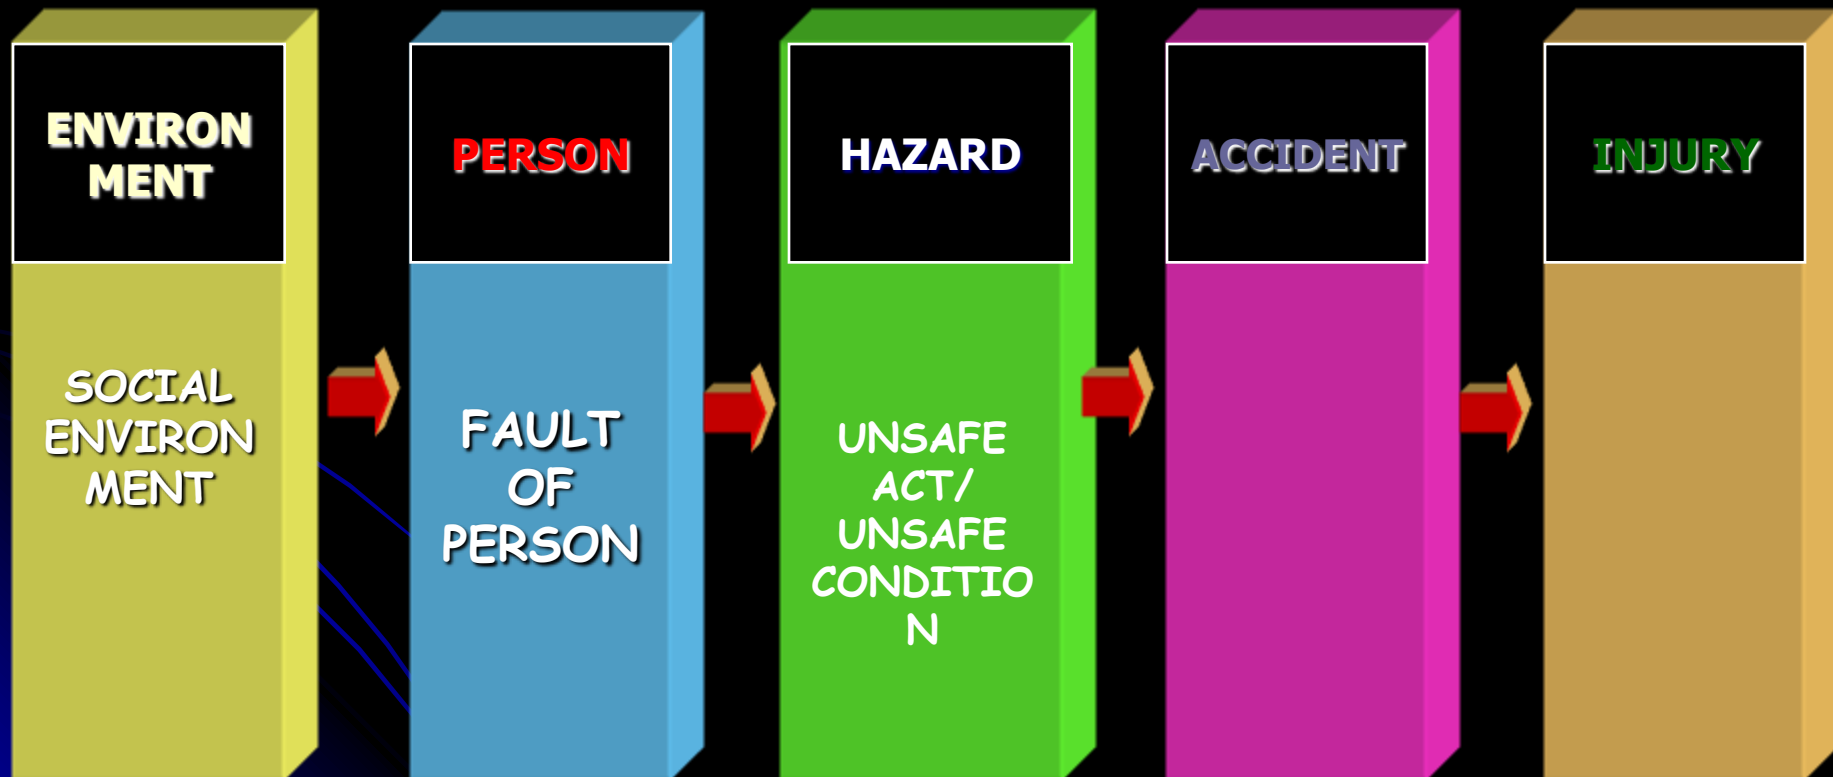 ENVIRON
MENT
SOCIAL
ENVIRON
MENT
PERSON
FAULT
OF
PERSON
HAZARD
UNSAFE
ACT/
UNSAFE
CONDITIO
N
ACCIDENT
INJURY